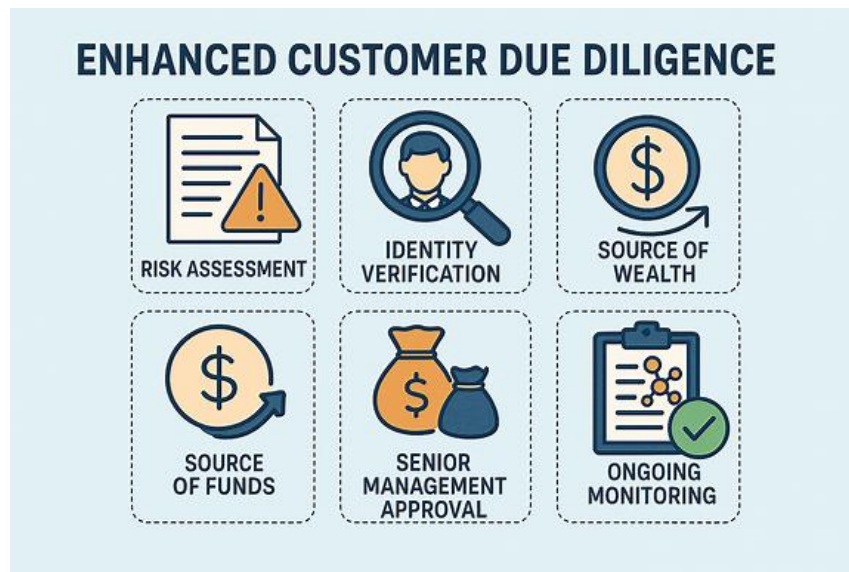 ENHANCED CUSTOMER DUE DILIGENCE
RISK ASSESSMENT
IDENTITY
VERIFICATION
$
SOURCE OF
WEALTH
$
SOURCE
OF FUNDS
$
SENIOR
MANAGEMENT
APPROVAL
ONGOING
MONITORING